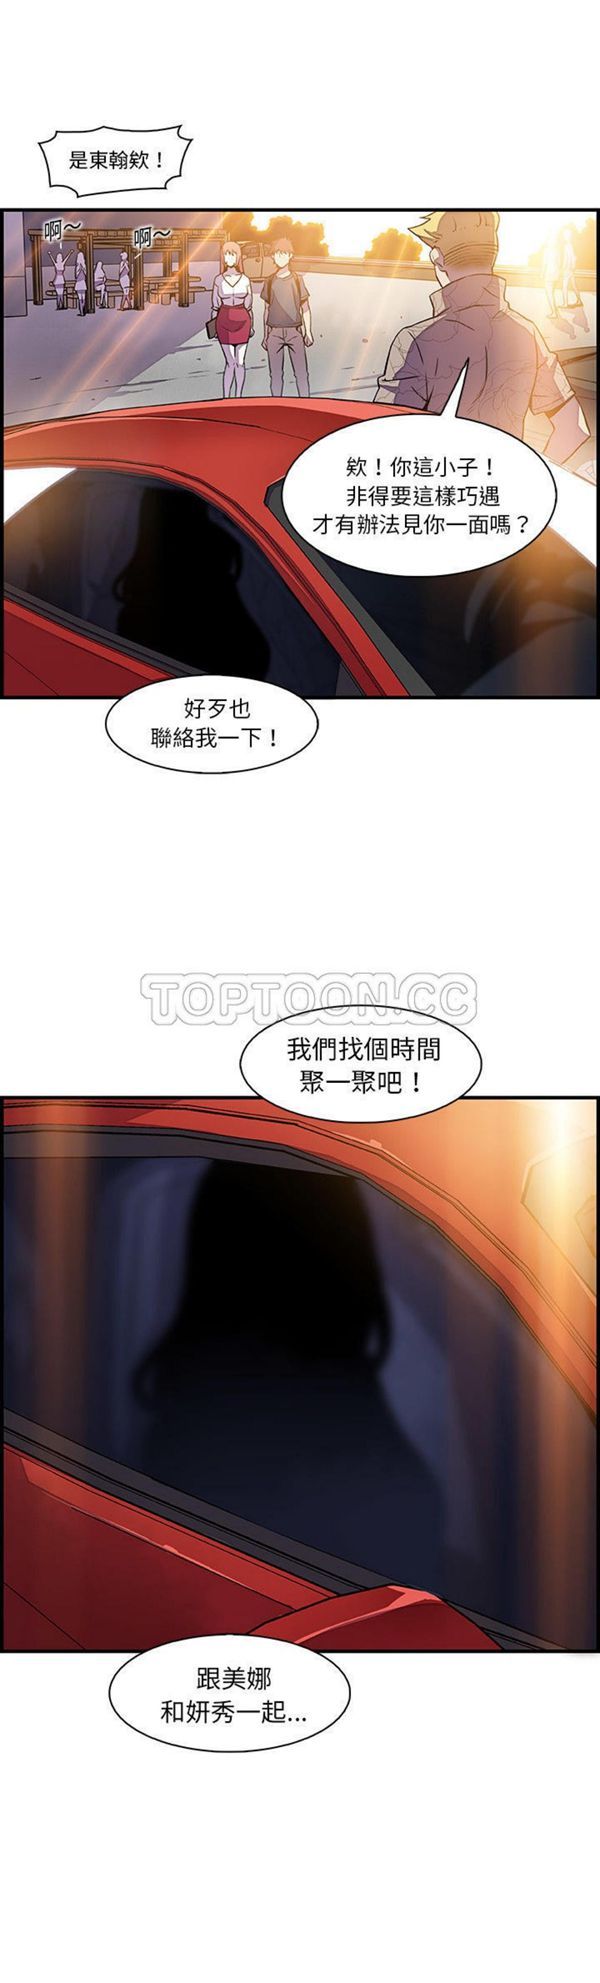 是東翰欸！
啊～
啊～
欸！你這小子！
非得要這樣巧遇
才有辦法見你一面嗎？
好歹也
聯絡我一下！
TOPTOON.CC
我們找個時間
聚一聚吧！
跟美娜
和妍秀一起...